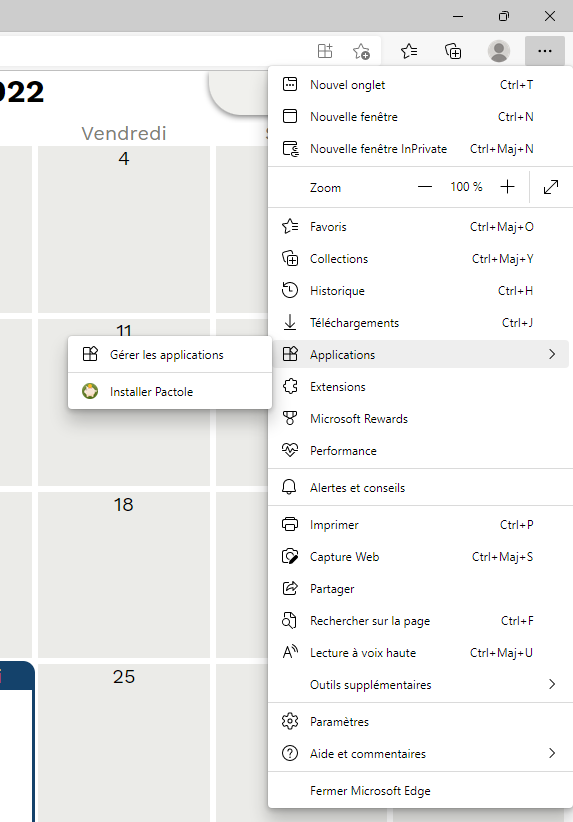 022
Vendredi
4
11
18
25
Nouvel onglet Ctrl+T
Nouvelle fenêtre Ctrl+N
Nouvelle fenêtre InPrivate Ctrl+Maj+N
Zoom 100 %
Favoris Ctrl+Maj+O
Collections Ctrl+Maj+Y
Historique Ctrl+H
Téléchargements Ctrl+J
Applications
Gérer les applications
Installer Pactole
Extensions
Microsoft Rewards
Performance
Alertes et conseils
Imprimer Ctrl+P
Capture Web Ctrl+Maj+S
Partager
Rechercher sur la page Ctrl+F
Lecture à voix haute Ctrl+Maj+U
Outils supplémentaires
Paramètres
Aide et commentaires
Fermer Microsoft Edge